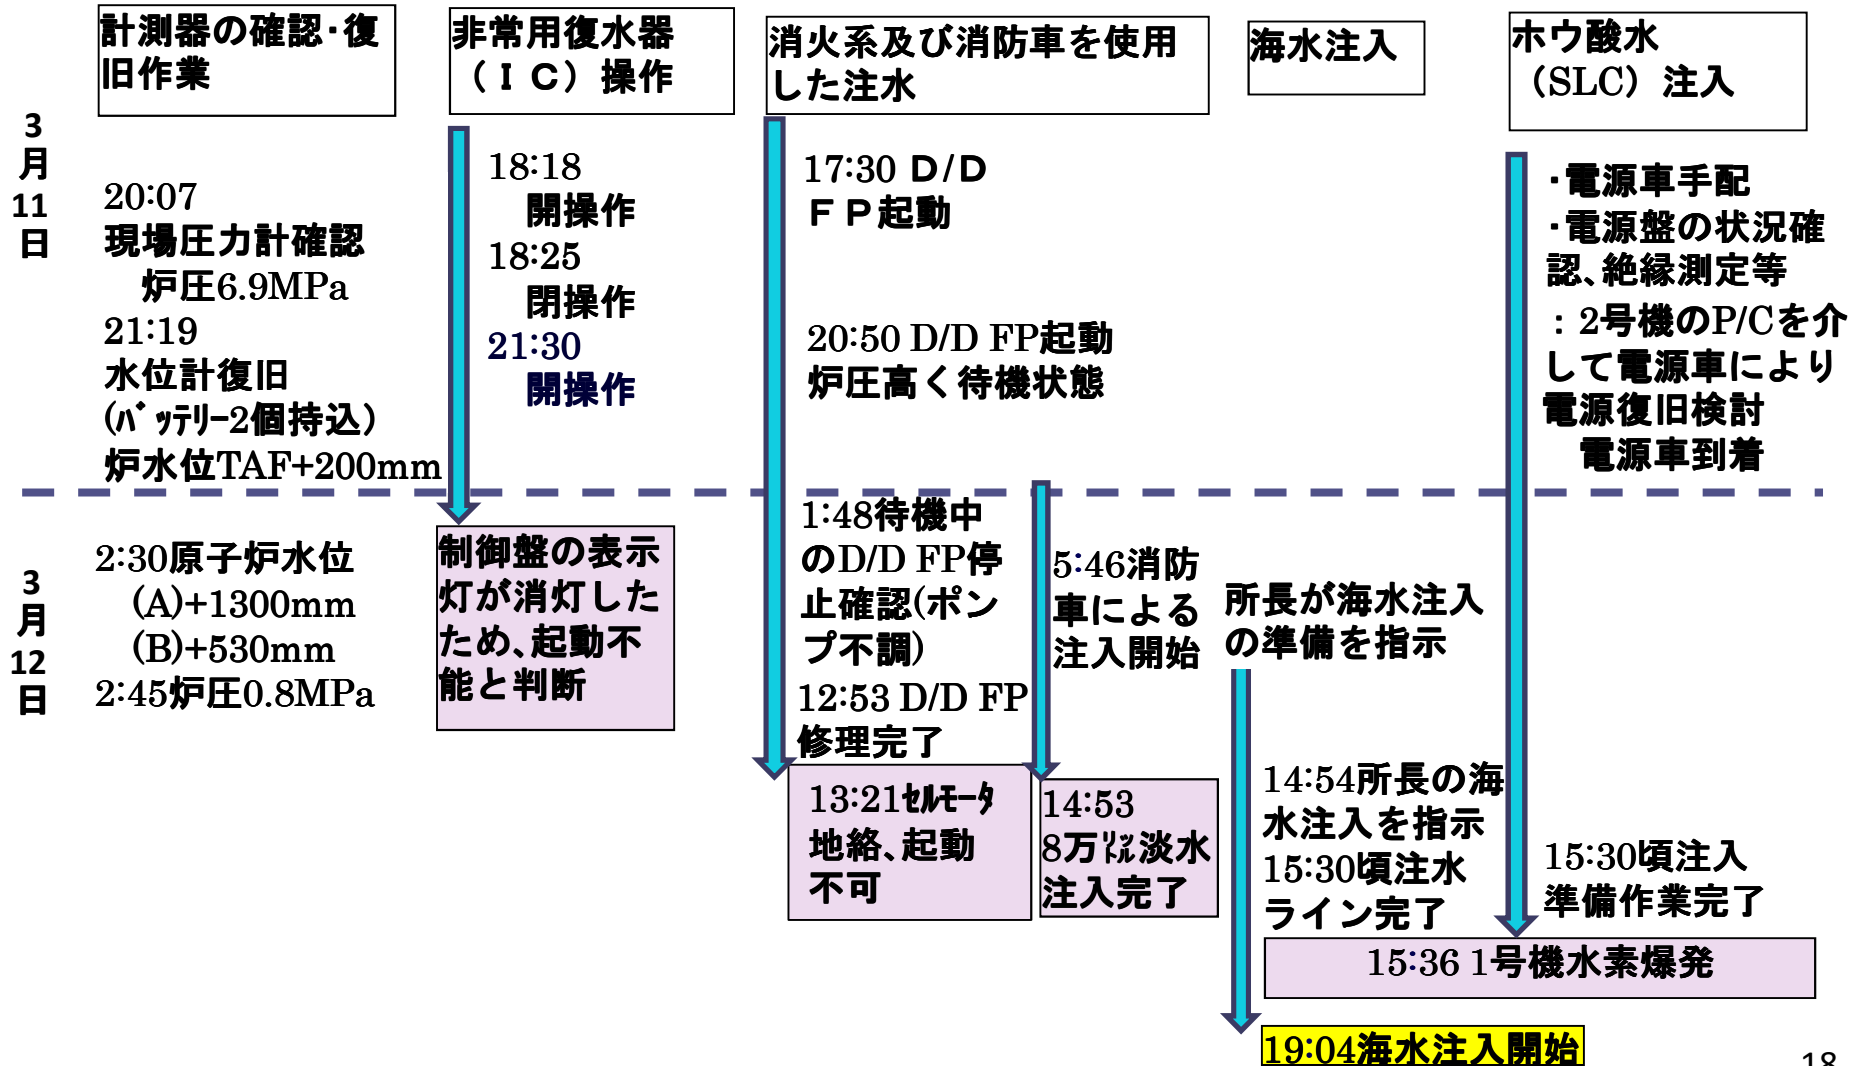 計測器の確認・復
旧作業
非常用復水器
（ＩＣ）操作
消火系及び消防車を使用
した注水
海水注入
ホウ酸水
（SLC）注入
3
月
11
日
20:07
現場圧力計確認
炉圧6.9MPa
21:19
水位計復旧
(ﾊﾞｯﾃﾘｰ2個持込)
炉水位TAF+200mm
18:18
開操作
18:25
閉操作
21:30
開操作
17:30 Ｄ/Ｄ
ＦＰ起動
20:50 D/D FP起動
炉圧高く待機状態
・電源車手配
・電源盤の状況確
認、絶縁測定等
：2号機のP/Cを介
して電源車により
電源復旧検討
電源車到着
3
月
12
日
2:30原子炉水位
(A)+1300mm
(B)+530mm
2:45炉圧0.8MPa
制御盤の表示
灯が消灯した
ため、起動不
能と判断
1:48待機中
のD/D FP停
止確認(ポン
プ不調)
12:53 D/D FP
修理完了
13:21ｾﾙﾓｰﾀ
地絡、起動
不可
5:46消防
車による
注入開始
14:53
8万㍑淡水
注入完了
所長が海水注入
の準備を指示
14:54所長の海
水注入を指示
15:30頃注水
ライン完了
15:30頃注入
準備作業完了
15:36 1号機水素爆発
19:04海水注入開始
18